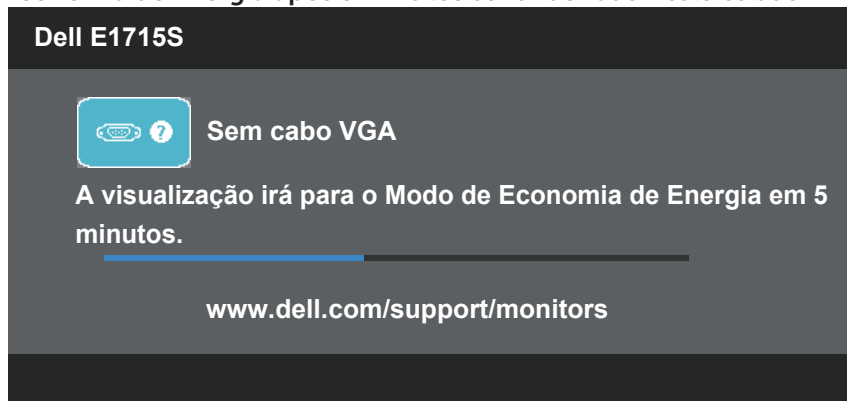 Dell E1715S
Sem cabo VGA
A visualização irá para o Modo de Economia de Energia em 5
minutos.
www.dell.com/support/monitors